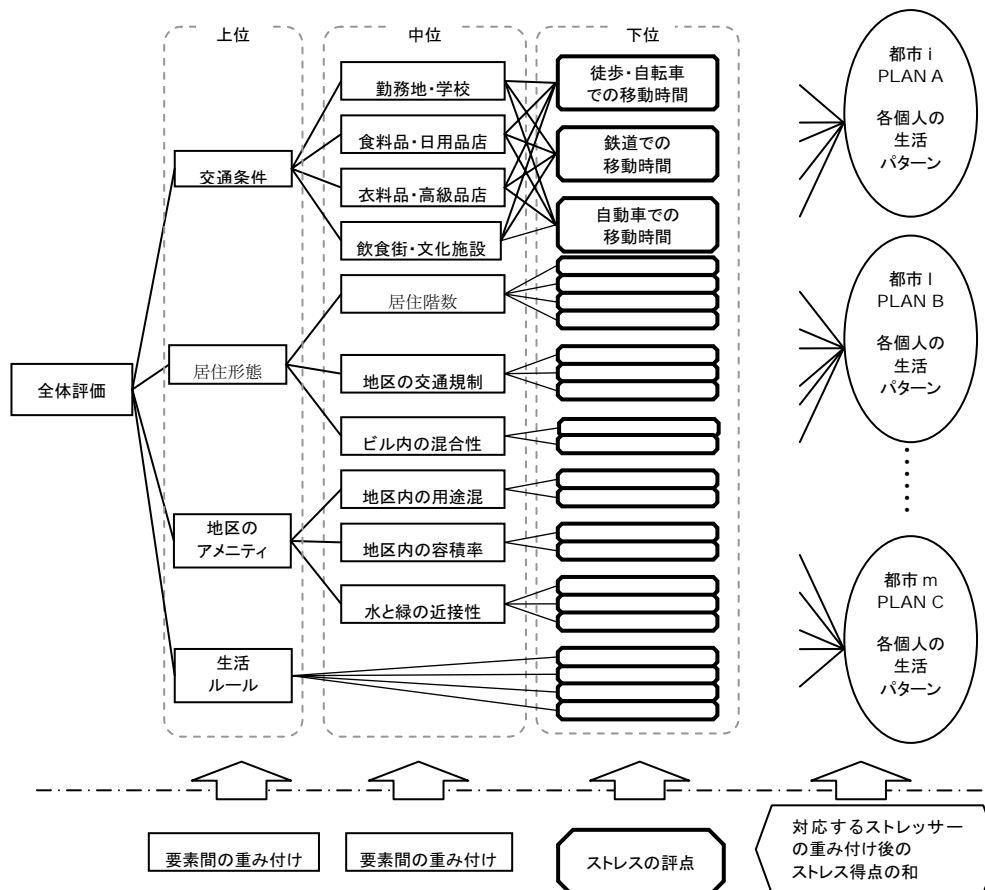 上位
中位
下位
勤務地・学校
食料品・日用品店
衣料品・高級品店
飲食街・文化施設
交通条件
徒歩・自転車
での移動時間
鉄道での
移動時間
自動車での
移動時間
居住階数
地区の交通規制
ビル内の混合性
居住形態
全体評価
地区内の用途混
地区内の容積率
水と緑の近接性
地区の
アメニティ
生活
ルール
都市 i
PLAN A
各個人の
生活
パターン
都市 l
PLAN B
各個人の
生活
パターン
都市 m
PLAN C
各個人の
生活
パターン
要素間の重み付け
要素間の重み付け
ストレスの評点
対応するストレッサー
の重み付け後の
ストレス得点の和